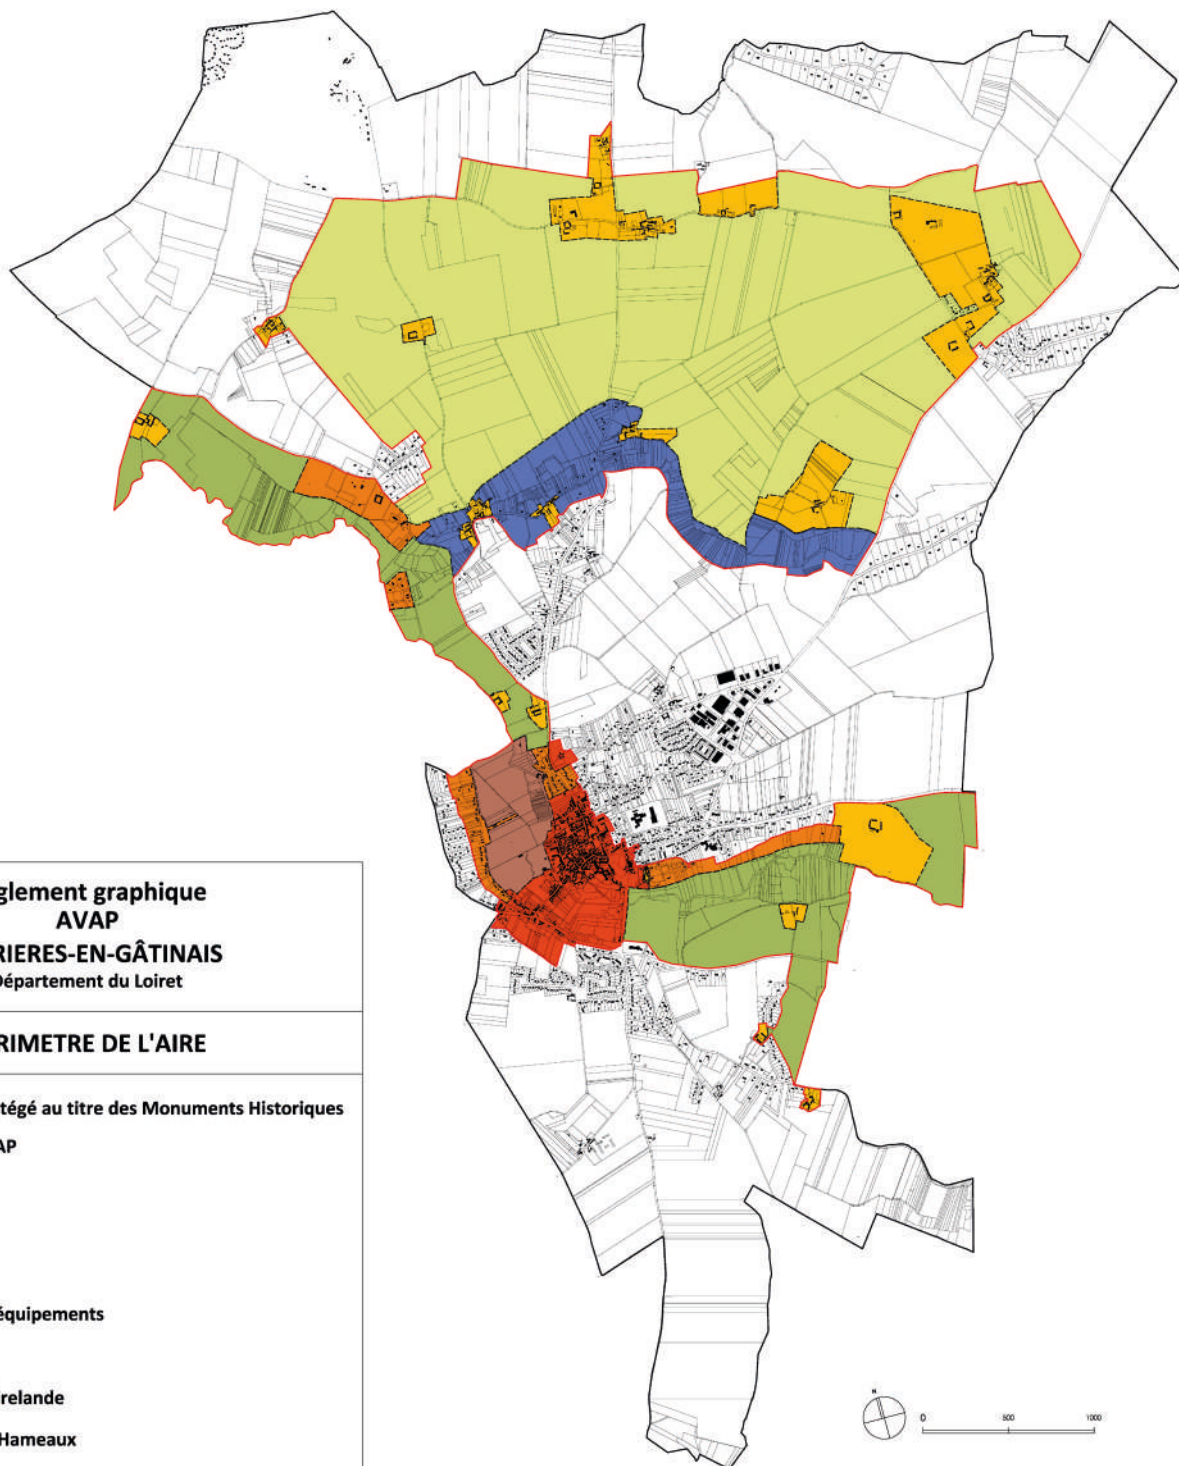 glement graphique
AVAP
RIERES-EN-GÂTINAIS
Département du Loiret
RIMETRE DE L'AIRE
tégé au titre des Monuments Historiques
AP
équipements
irelande
Hameaux
N
0 500 1000